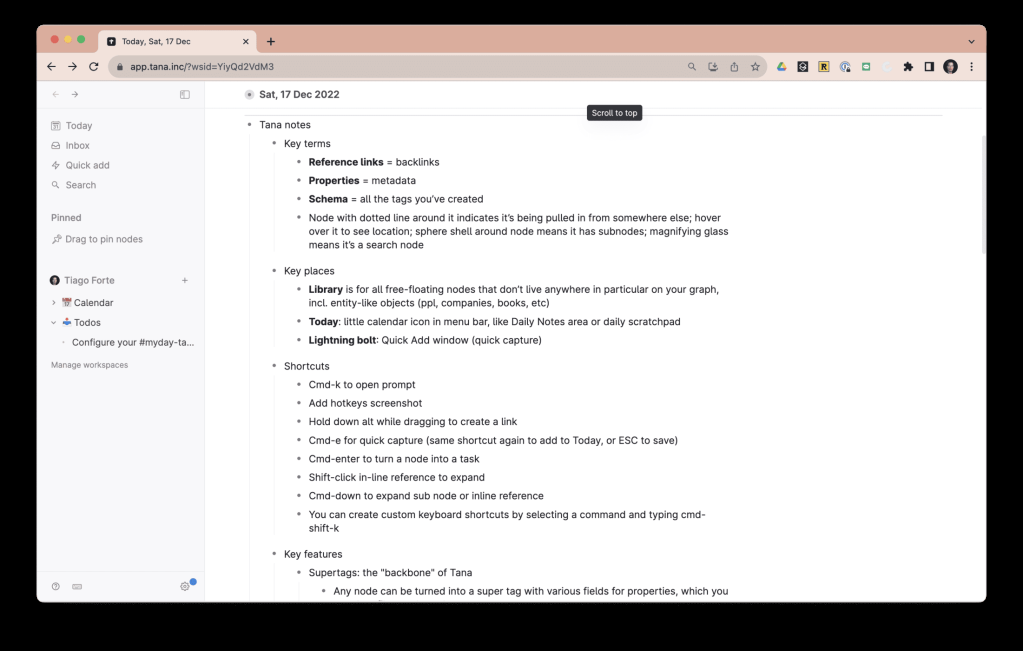 Today, Sat, 17 Dec
app.tana.inc/?wsid=YiyQd2VdM3
Sat, 17 Dec 2022
Scroll to top
Today
Inbox
Quick add
Search
Pinned
Drag to pin nodes
Tiago Forte
Calendar
Todos
Configure your #myday-ta...
Manage workspaces
Tana notes
Key terms
Reference links = backlinks
Properties = metadata
Schema = all the tags you've created
Node with dotted line around it indicates it's being pulled in from somewhere else; hover
over it to see location; sphere shell around node means it has subnodes; magnifying glass
means it's a search node
Key places
Library is for all free-floating nodes that don't live anywhere in particular on your graph,
incl. entity-like objects (ppl, companies, books, etc)
Today: little calendar icon in menu bar, like Daily Notes area or daily scratchpad
Lightning bolt: Quick Add window (quick capture)
Shortcuts
Cmd-k to open prompt
Add hotkeys screenshot
Hold down alt while dragging to create a link
Cmd-e for quick capture (same shortcut again to add to Today, or ESC to save)
Cmd-enter to turn a node into a task
Shift-click in-line reference to expand
Cmd-down to expand sub node or inline reference
You can create custom keyboard shortcuts by selecting a command and typing cmd-
shift-k
Key features
Supertags: the "backbone" of Tana
Any node can be turned into a super tag with various fields for properties, which you